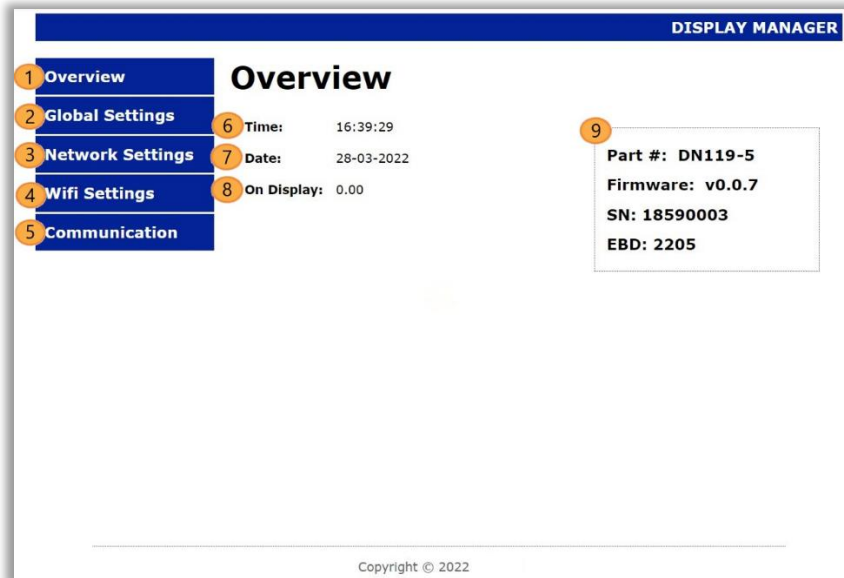 DISPLAY MANAGER
1 Overview
2 Global Settings
3 Network Settings
4 Wifi Settings
5 Communication
Overview
6 Time: 16:39:29
7 Date: 28-03-2022
8 On Display: 0.00
9
Part #: DN119-5
Firmware: v0.0.7
SN: 18590003
EBD: 2205
Copyright © 2022